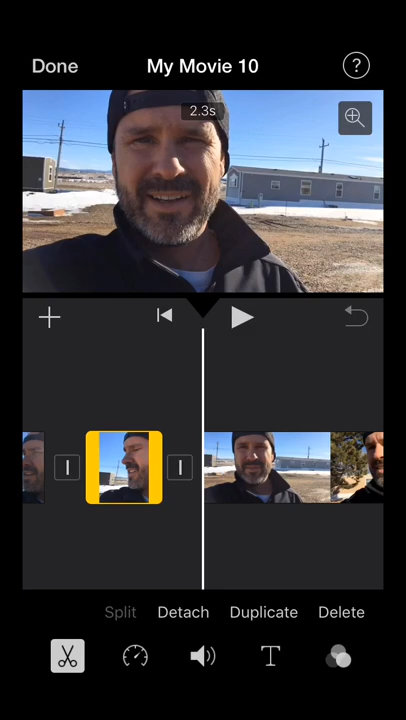 Done
My Movie 10
?
2.3s
Split
Detach
Duplicate
Delete
T